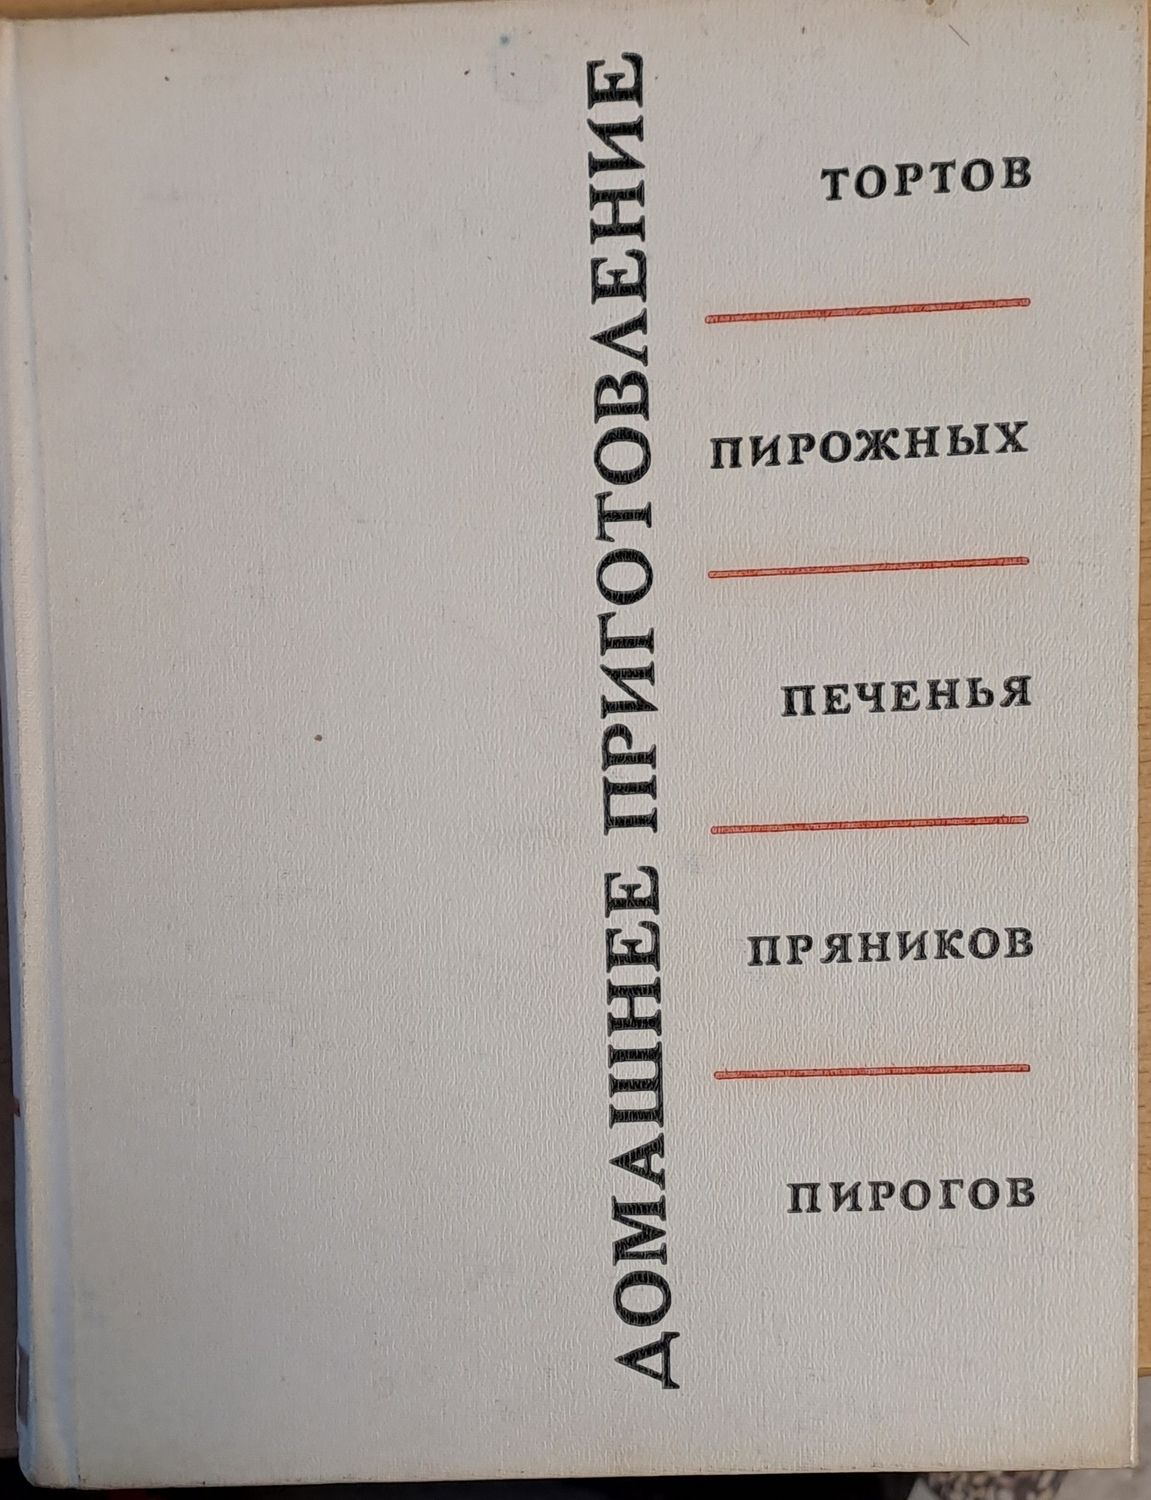 ДОМАШНЕЕ ПРИГОТОВЛЕНИЕ
ТОРТОВ
ПИРОЖНЫХ
ПЕЧЕНЬЯ
ПРЯНИКОВ
ПИРОГОВ